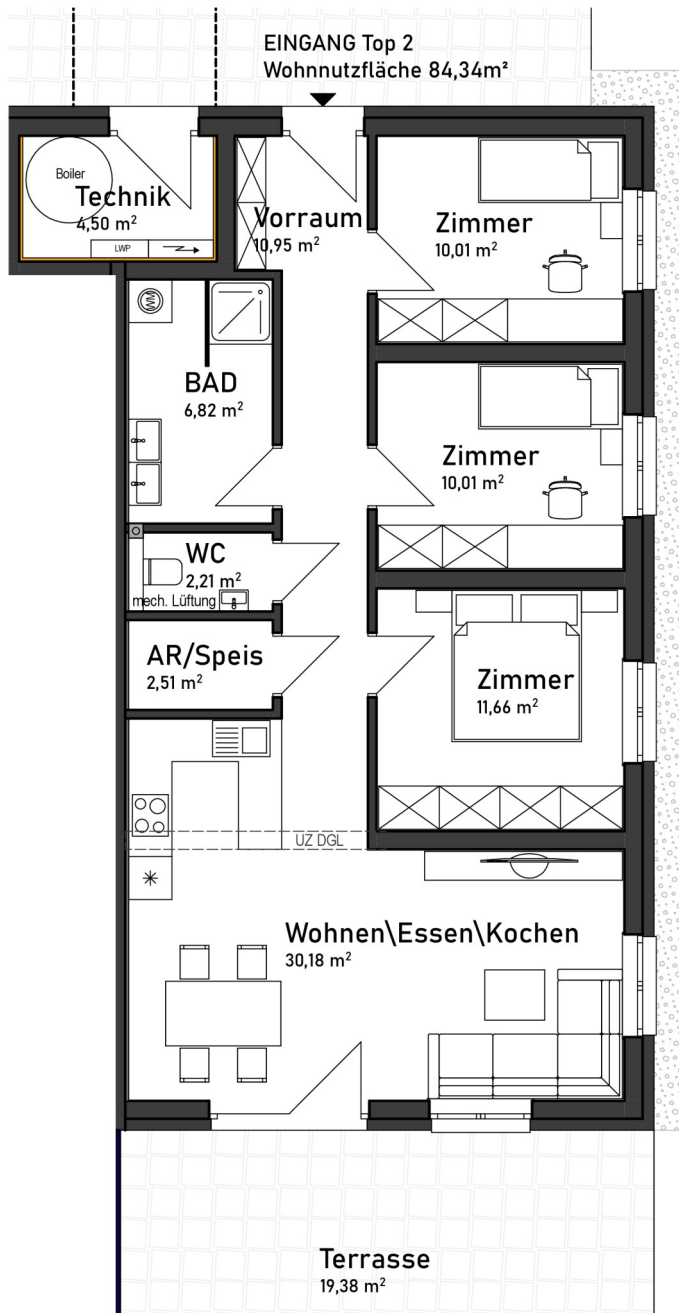 EINGANG Top 2
Wohnnutzfläche 84,34m²
Boiler
Technik
4,50 m²
LWP
Vorraum
10,95 m²
Zimmer
10,01 m²
BAD
6,82 m²
Zimmer
10,01 m²
WC
2,21 m²
mech. Lüftung
AR/Speis
2,51 m²
Zimmer
11,66 m²
UZ DGL
Wohnen\Essen\Kochen
30,18 m²
Terrasse
19,38 m²